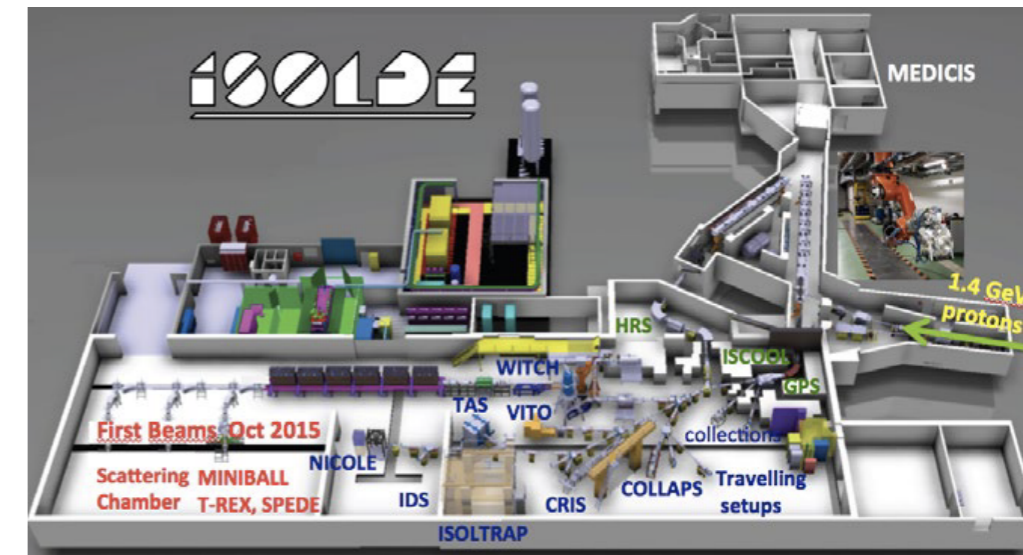 ISOLDE
MEDICIS
1.4 GeV
protons
HRS
ISCOOL
GPS
WITCH
TAS
VITO
collections
First Beams Oct 2015
NICOLE
Scattering MINIBALL
Chamber T-REX, SPEDE
IDS
CRIS
COLLAPS
Travelling
setups
ISOLTRAP